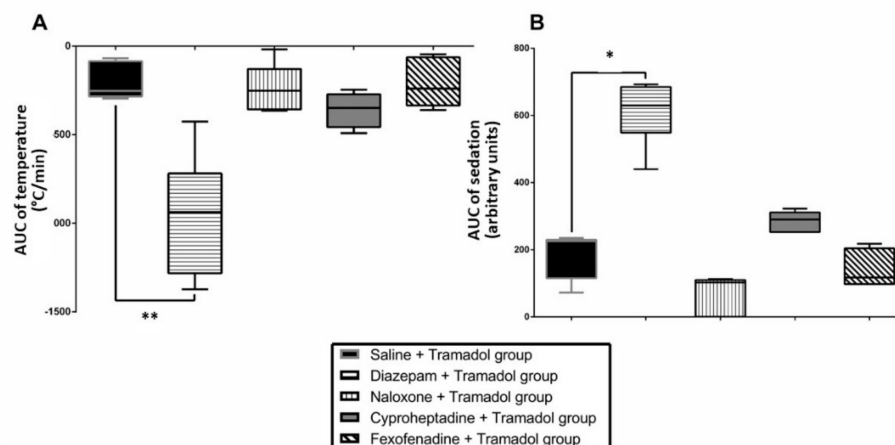 A
B
AUC of temperature
(°C/min)
0
-500
000
-1500
**
AUC of sedation
(arbitrary units)
800
600
400
200
0
*
Saline + Tramadol group
Diazepam + Tramadol group
Naloxone + Tramadol group
Cyproheptadine + Tramadol group
Fexofenadine + Tramadol group